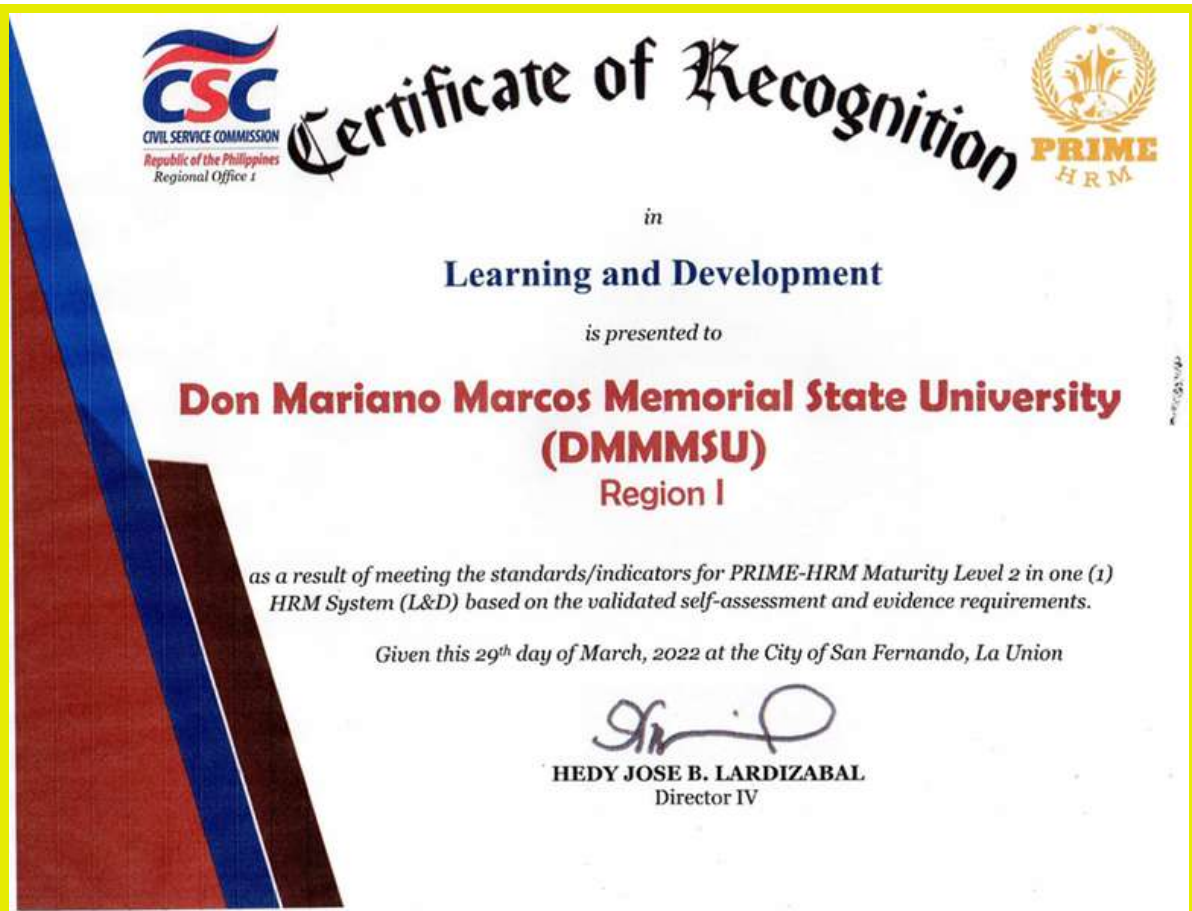 CSC
CIVIL SERVICE COMMISSION
Republic of the Philippines
Regional Office 1
Certificate of Recognition
PRIME
HRM
in
Learning and Development
is presented to
Don Mariano Marcos Memorial State University
(DMMMSU)
Region I
as a result of meeting the standards/indicators for PRIME-HRM Maturity Level 2 in one (1)
HRM System (L&D) based on the validated self-assessment and evidence requirements.
Given this 29th day of March, 2022 at the City of San Fernando, La Union
HEDY JOSE B. LARDIZABAL
Director IV